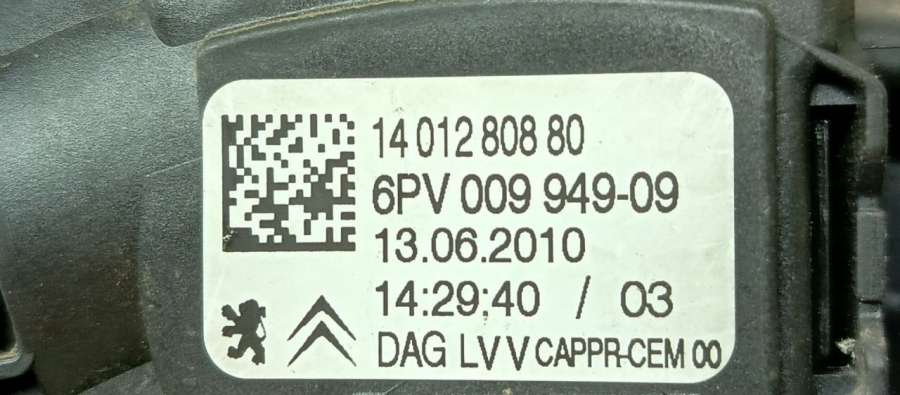 14 012 808 80
6PV 009 949-09
13.06.2010
14:29:40 / 03
DAG LV V CAPPR-CEM 00